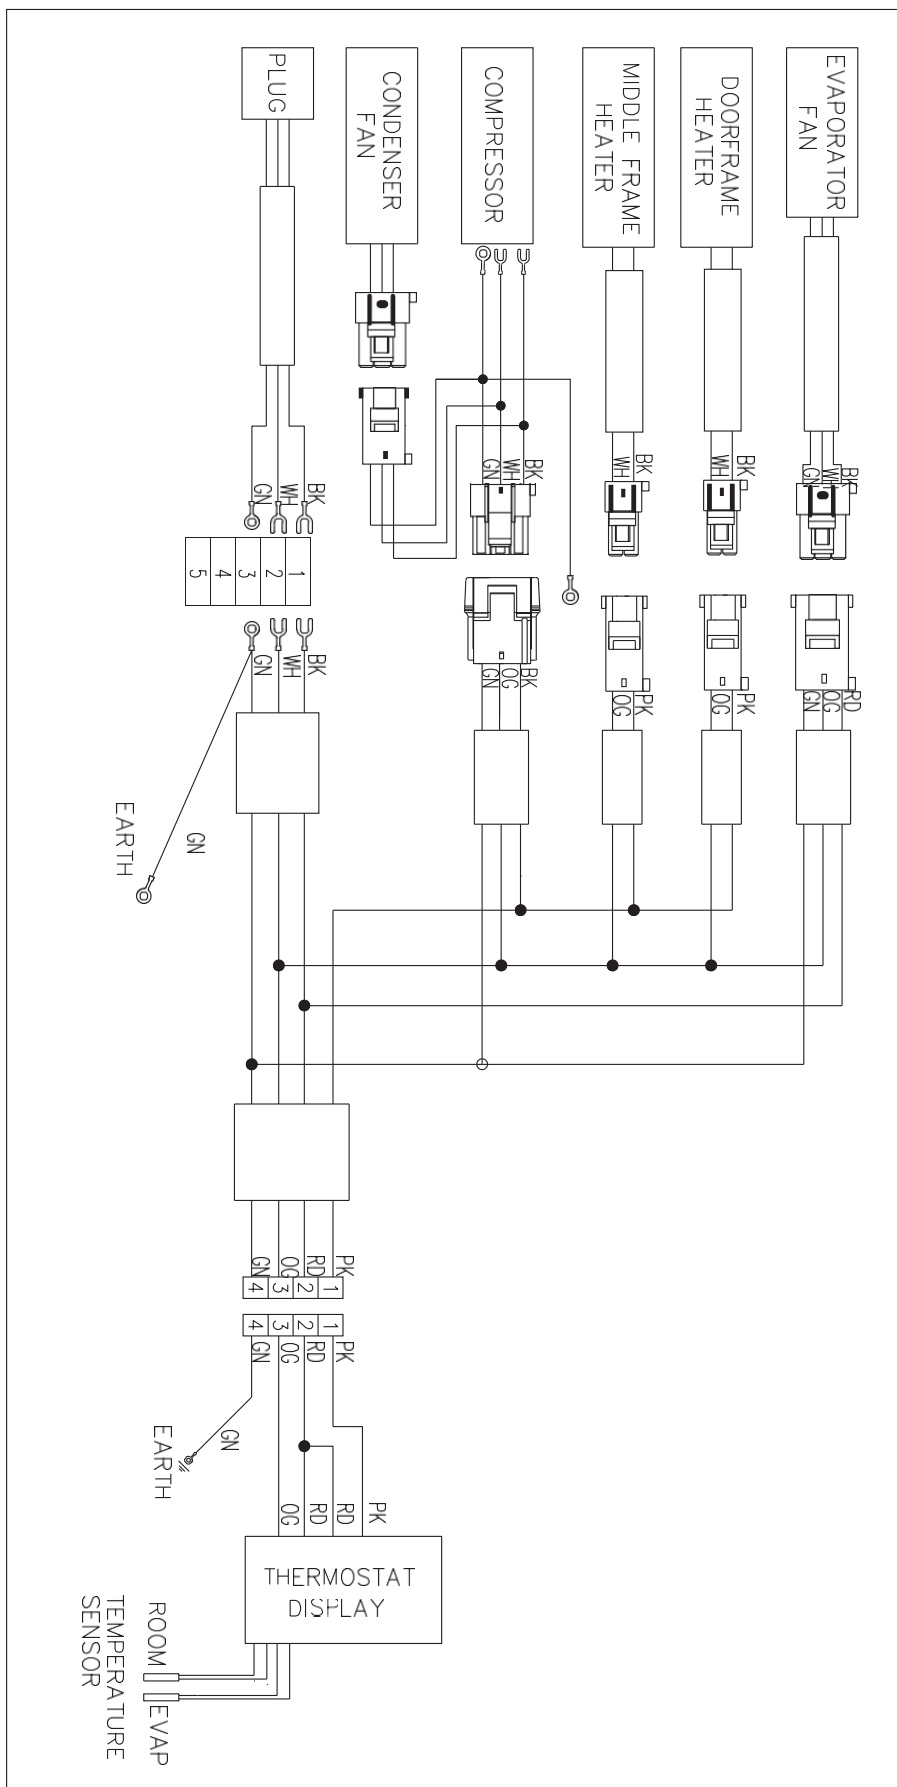 PLUG
CONDENSER
FAN
COMPRESSOR
MIDDLE FRAME
HEATER
DOORFRAME
HEATER
EVAPORATOR
FAN
GN WH BK
GN WH BK
WH BK
WH BK
GN WH BK
5 4 3 2 1
GN WH BK
GN OG BK
OG PK
OG PK
GN OG RD
EARTH
GN
GN OG RD PK
4 3 2 1
4 3 2 1
GN OG RD PK
EARTH
GN
OG RD RD PK
THERMOSTAT
DISPLAY
ROOM EVAP
TEMPERATURE
SENSOR